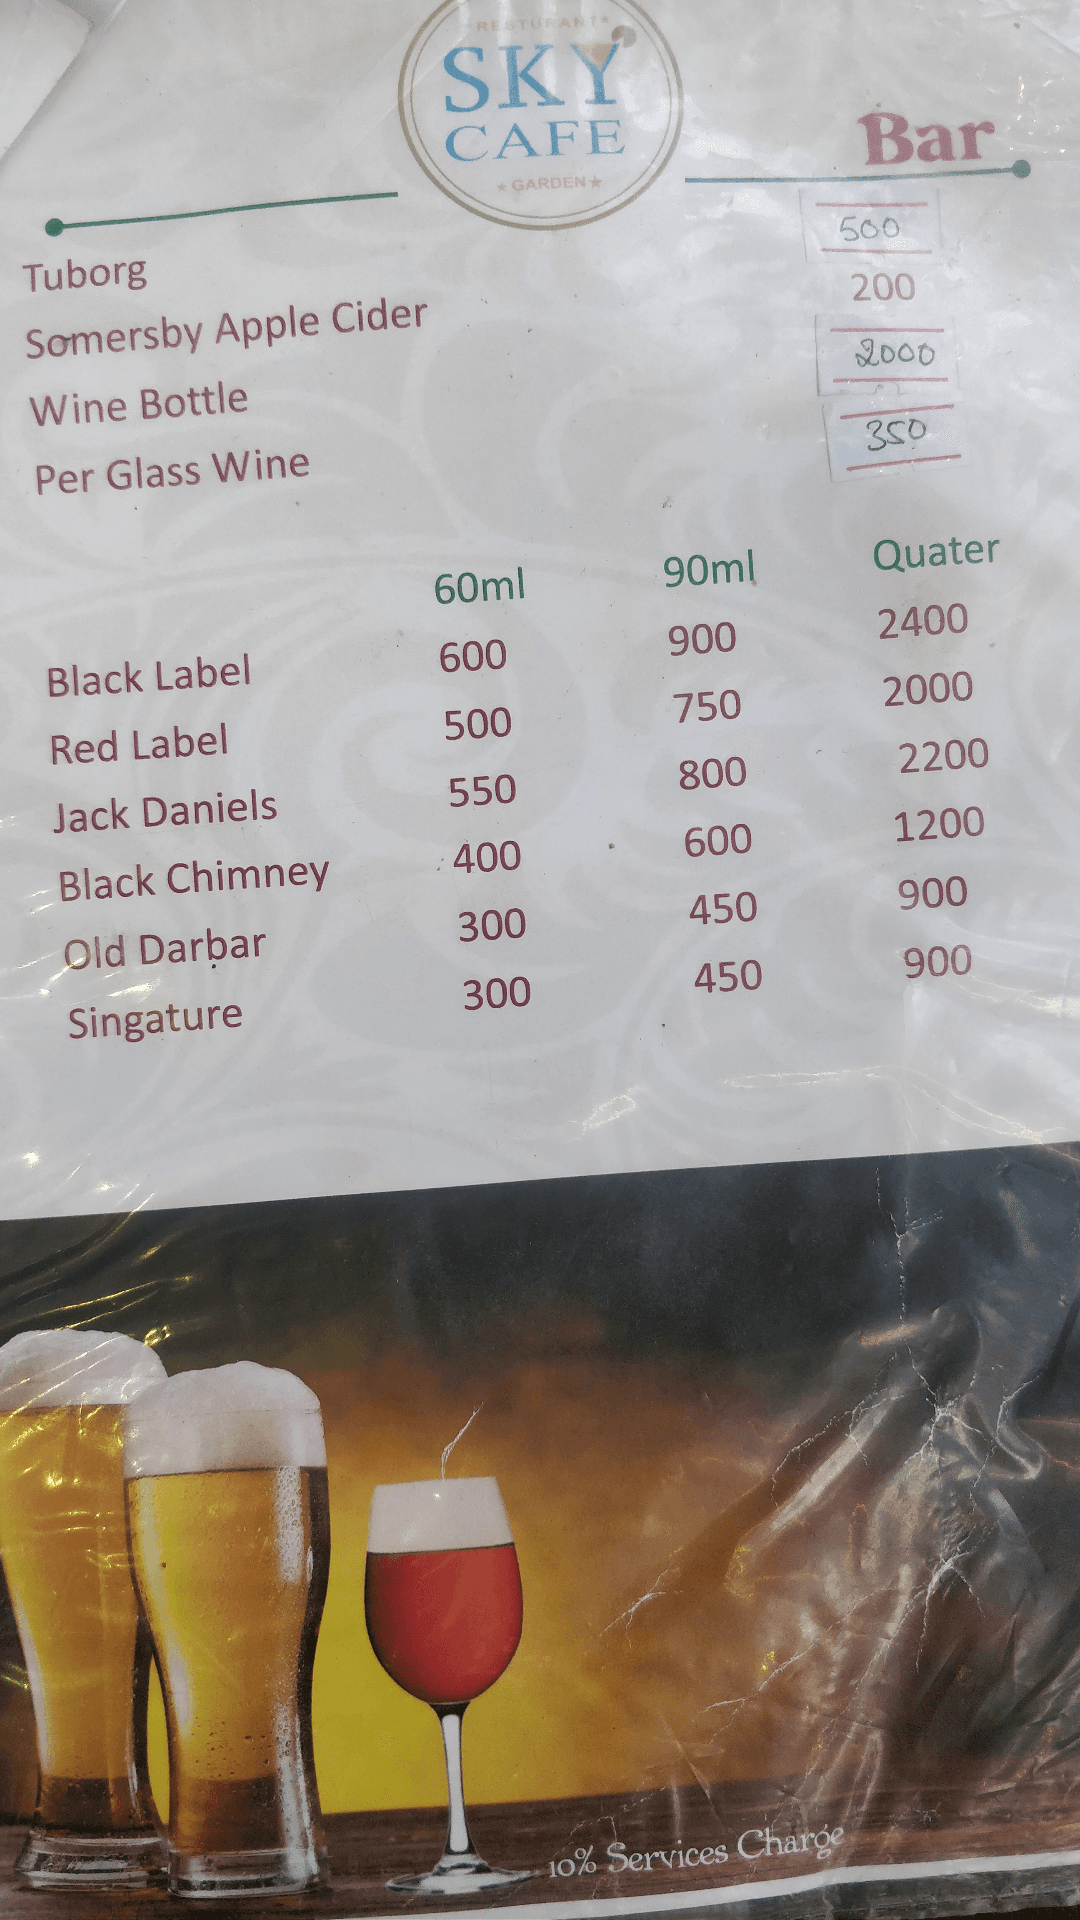 RESTURANT
SKY
CAFE
★ GARDEN ★
Bar
Tuborg 500
Somersby Apple Cider 200
Wine Bottle 2000
Per Glass Wine 350
60ml 90ml Quater
Black Label 600 900 2400
Red Label 500 750 2000
Jack Daniels 550 800 2200
Black Chimney 400 600 1200
Old Darbar 300 450 900
Singature 300 450 900
10% Services Charge